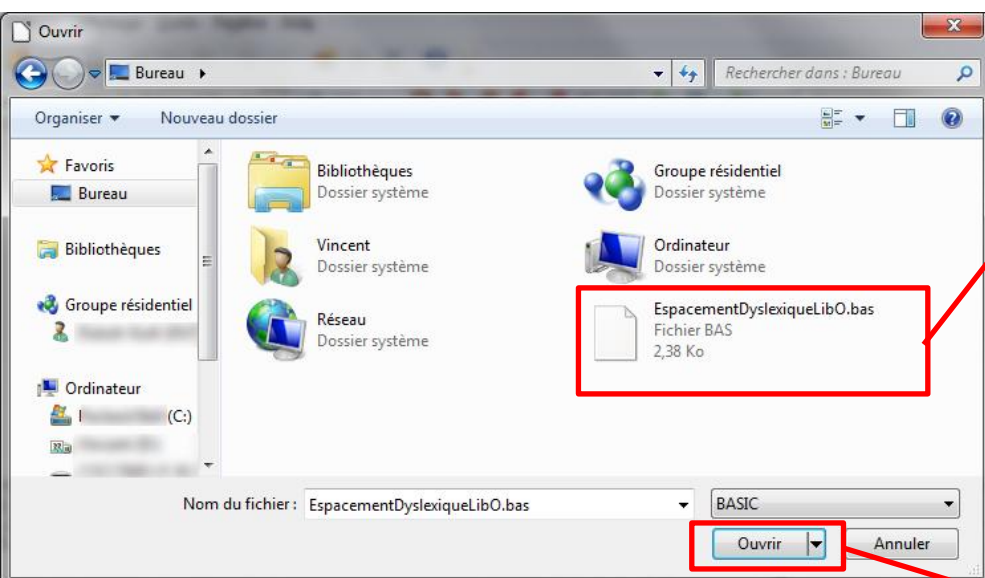 Ouvrir
Bureau
Rechercher dans : Bureau
Organiser
Nouveau dossier
Favoris
Bureau
Bibliothèques
Groupe résidentiel
Ordinateur
(C:)
Bibliothèques
Dossier système
Groupe résidentiel
Dossier système
Vincent
Dossier système
Ordinateur
Dossier système
Réseau
Dossier système
EspacementDyslexiqueLibO.bas
Fichier BAS
2,38 Ko
Nom du fichier : EspacementDyslexiqueLibO.bas
BASIC
Ouvrir
Annuler